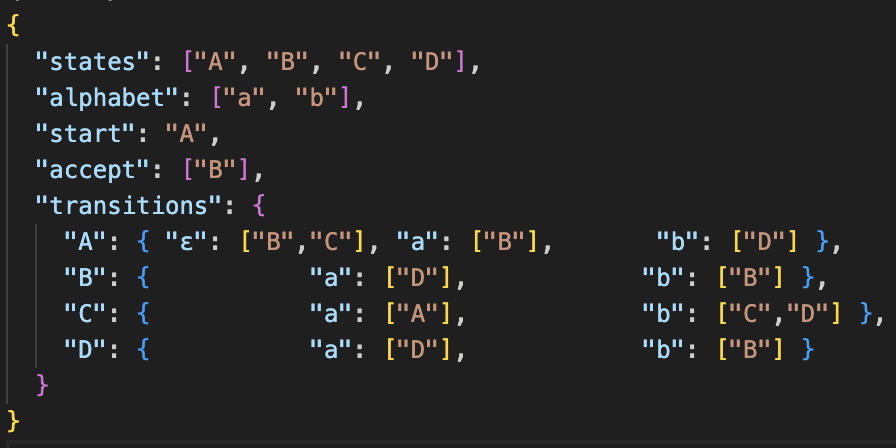 {
  "states": ["A", "B", "C", "D"],
  "alphabet": ["a", "b"],
  "start": "A",
  "accept": ["B"],
  "transitions": {
    "A": { "ε": ["B","C"], "a": ["B"],       "b": ["D"] },
    "B": {           "a": ["D"],            "b": ["B"] },
    "C": {           "a": ["A"],            "b": ["C","D"] },
    "D": {           "a": ["D"],            "b": ["B"] }
  }
}